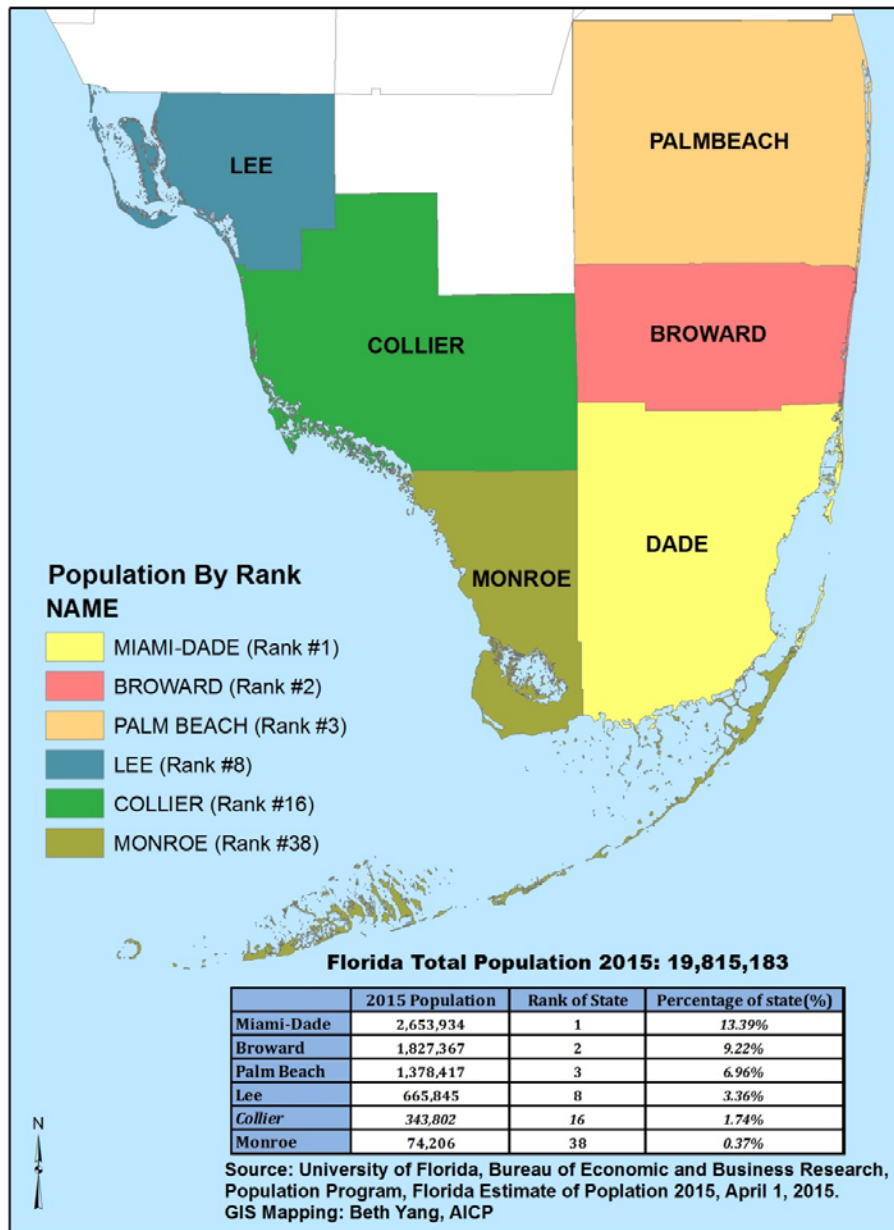 PALMBEACH
LEE
BROWARD
COLLIER
DADE
MONROE
Population By Rank
NAME
MIAMI-DADE (Rank #1)
BROWARD (Rank #2)
PALM BEACH (Rank #3)
LEE (Rank #8)
COLLIER (Rank #16)
MONROE (Rank #38)
Florida Total Population 2015: 19,815,183
2015 Population Rank of State Percentage of state(%)
Miami-Dade 2,653,934 1 13.39%
Broward 1,827,367 2 9.22%
Palm Beach 1,378,417 3 6.96%
Lee 665,845 8 3.36%
Collier 343,802 16 1.74%
Monroe 74,206 38 0.37%
N
Source: University of Florida, Bureau of Economic and Business Research,
Population Program, Florida Estimate of Poplation 2015, April 1, 2015.
GIS Mapping: Beth Yang, AICP